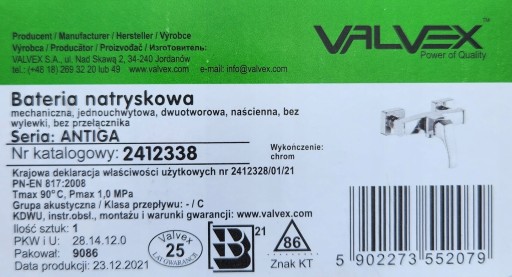 Producent / Manufacturer / Hersteller / Výrobce
Výrobca / Producător / Proizvođač / Изготовитель:
VALVEX S.A., ul. Nad Skawą 2, 34-240 Jordanów
tel.: (+48 18) 269 32 20 lub 49 www.valvex.com e-mail: info@valvex.com
VALVEX™
Power of Quality
Bateria natryskowa
mechaniczna, jednouchwytowa, dwuotworowa, naścienna, bez
wylewki, bez przełącznika
Seria: ANTIGA
Nr katalogowy: 2412338
Wykończenie:
chrom
Krajowa deklaracja właściwości użytkowych nr 2412328/01/21
PN-EN 817:2008
Tmax 90°C, Pmax 1,0 MPa
Grupa akustyczna / Klasa przepływu: - / C
KDWU, instr.obsl., montażu i warunki gwarancji: www.valvex.com
Ilość sztuk: 1
PKW i U: 28.14.12.0
Pakował: 9086
Data produkcji: 23.12.2021
Valvex
25
LAT GWARANCJI
B
21
86
Znak KT
5 902273 552079